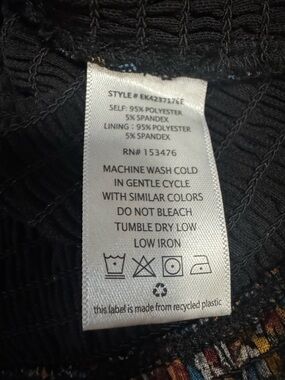 STYLE # EK423717KE
SELF: 95% POLYESTER
5% SPANDEX
LINING : 95% POLYESTER
5% SPANDEX
RN# 153476
MACHINE WASH COLD
IN GENTLE CYCLE
WITH SIMILAR COLORS
DO NOT BLEACH
TUMBLE DRY LOW
LOW IRON
this label is made from recycled plastic